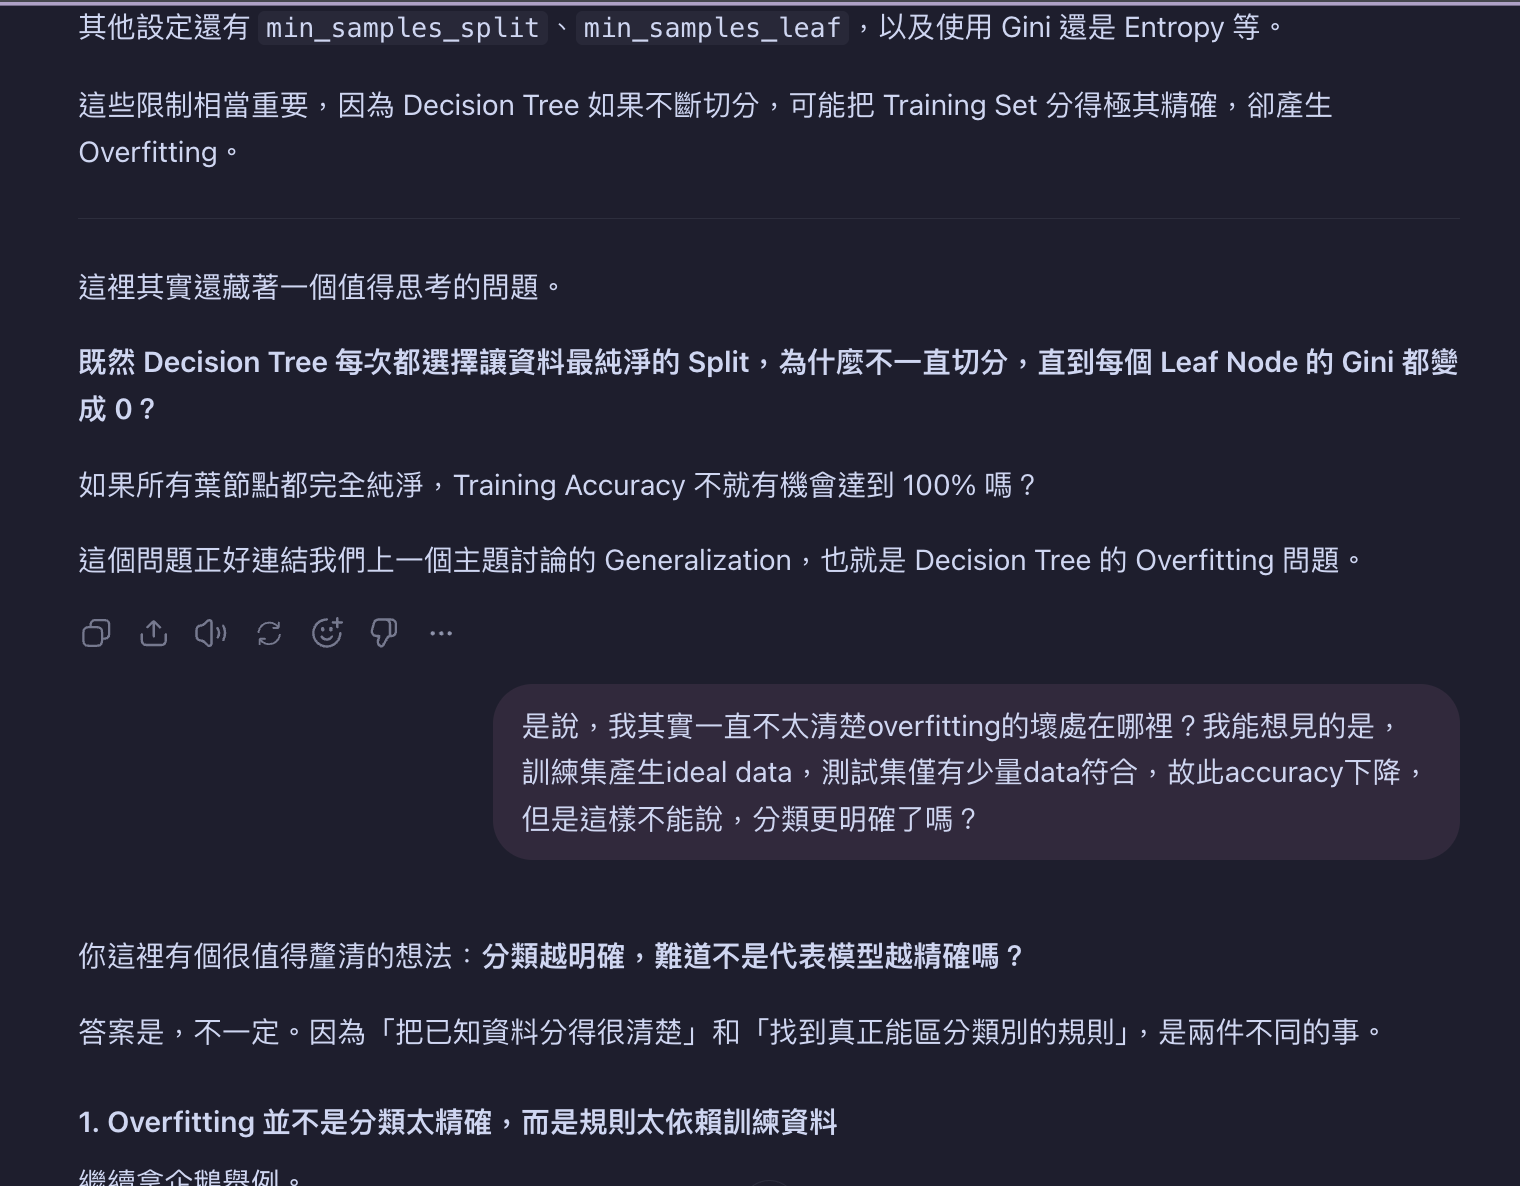 其他設定還有 min_samples_split、min_samples_leaf，以及使用 Gini 還是 Entropy 等。
這些限制相當重要，因為 Decision Tree 如果不斷切分，可能把 Training Set 分得極其精確，卻產生
Overfitting。
這裡其實還藏著一個值得思考的問題。
既然 Decision Tree 每次都選擇讓資料最純淨的 Split，為什麼不一直切分，直到每個 Leaf Node 的 Gini 都變
成 0？
如果所有葉節點都完全純淨，Training Accuracy 不就有機會達到 100% 嗎？
這個問題正好連結我們上一個主題討論的 Generalization，也就是 Decision Tree 的 Overfitting 問題。
是說，我其實一直不太清楚overfitting的壞處在哪裡？我能想見的是，
訓練集產生ideal data，測試集僅有少量data符合，故此accuracy下降，
但是這樣不能說，分類更明確了嗎？
你這裡有個很值得釐清的想法：分類越明確，難道不是代表模型越精確嗎？
答案是，不一定。因為「把已知資料分得很清楚」和「找到真正能區分類別的規則」，是兩件不同的事。
1. Overfitting 並不是分類太精確，而是規則太依賴訓練資料
繼續拿企鵝舉例。